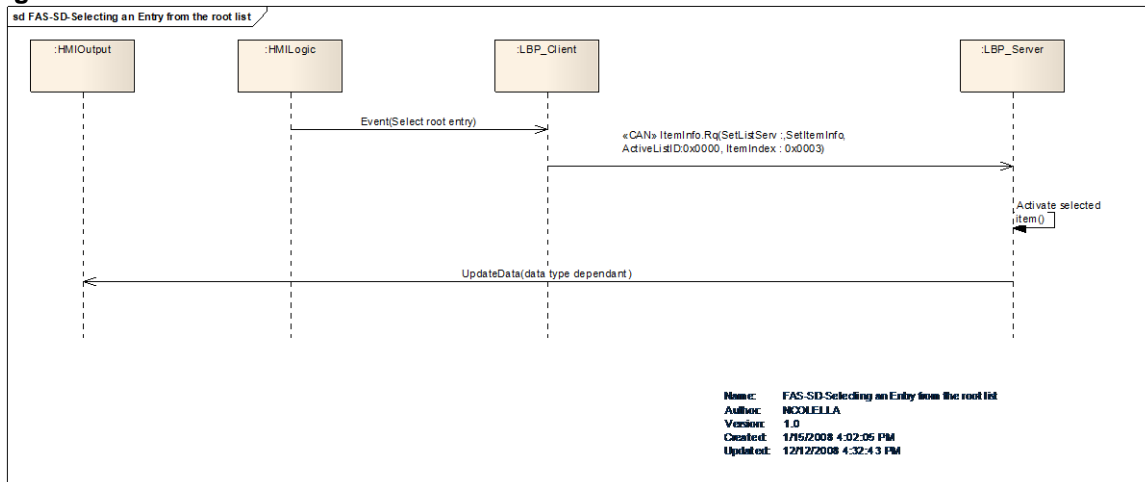 sd FAS-SD-Selecting an Entry from the root list
:HMIOutput
:HMILogic
:LBP_Client
:LBP_Server
Event(Select root entry)
«CAN» ItemInfo.Rq(SetListServ :,SetItemInfo,
ActiveListID:0x0000, ItemIndex : 0x0003)
Activate selected
item()
UpdateData(data type dependant)
Name: FAS-SD-Selecting an Entry from the root list
Author: NCOLELLA
Version: 1.0
Created: 1/15/2008 4:02:05 PM
Updated: 12/12/2008 4:32:43 PM